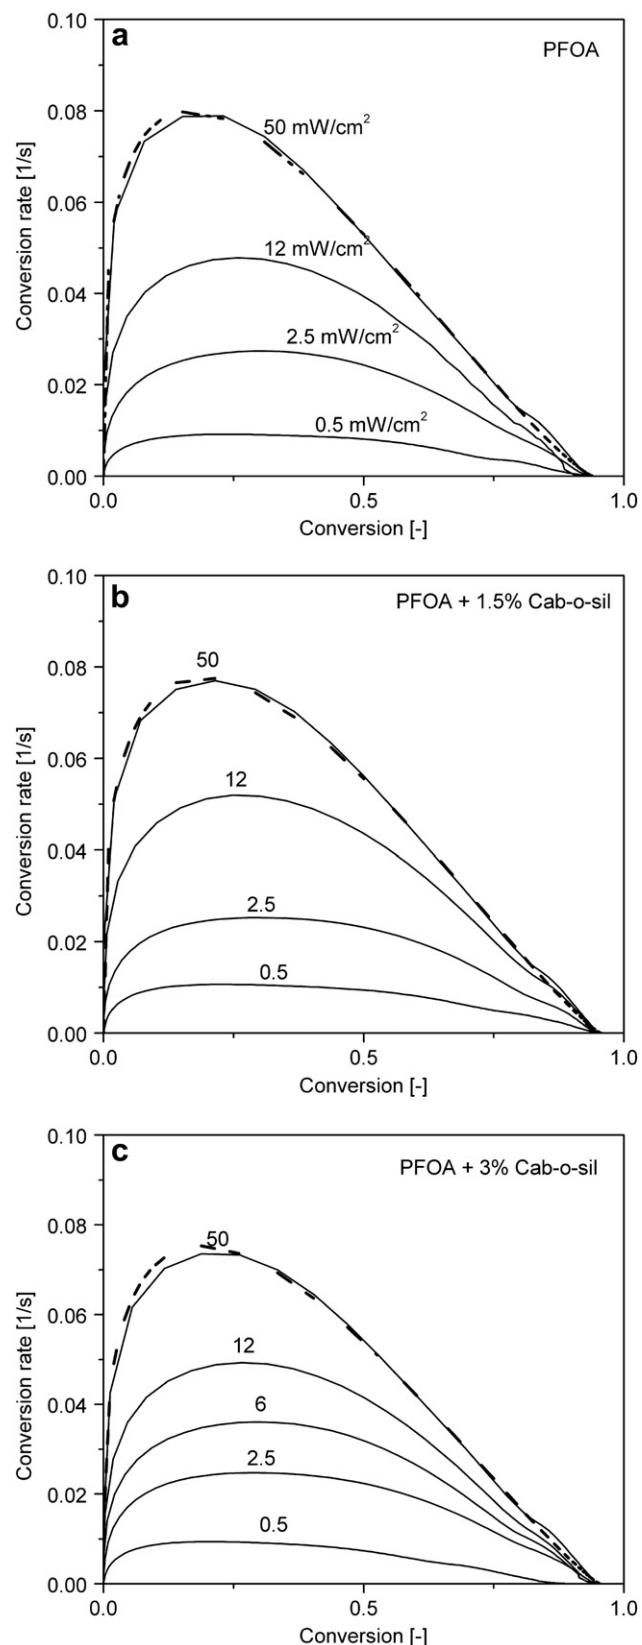 a
PFOA
0.10
0.08
0.06
0.04
0.02
0.00
Conversion rate [1/s]
50 mW/cm²
12 mW/cm²
2.5 mW/cm²
0.5 mW/cm²
0.0 0.5 1.0
Conversion [-]
b
PFOA + 1.5% Cab-o-sil
0.10
0.08
0.06
0.04
0.02
0.00
Conversion rate [1/s]
50
12
2.5
0.5
0.0 0.5 1.0
Conversion [-]
c
PFOA + 3% Cab-o-sil
0.10
0.08
0.06
0.04
0.02
0.00
Conversion rate [1/s]
50
12
6
2.5
0.5
0.0 0.5 1.0
Conversion [-]